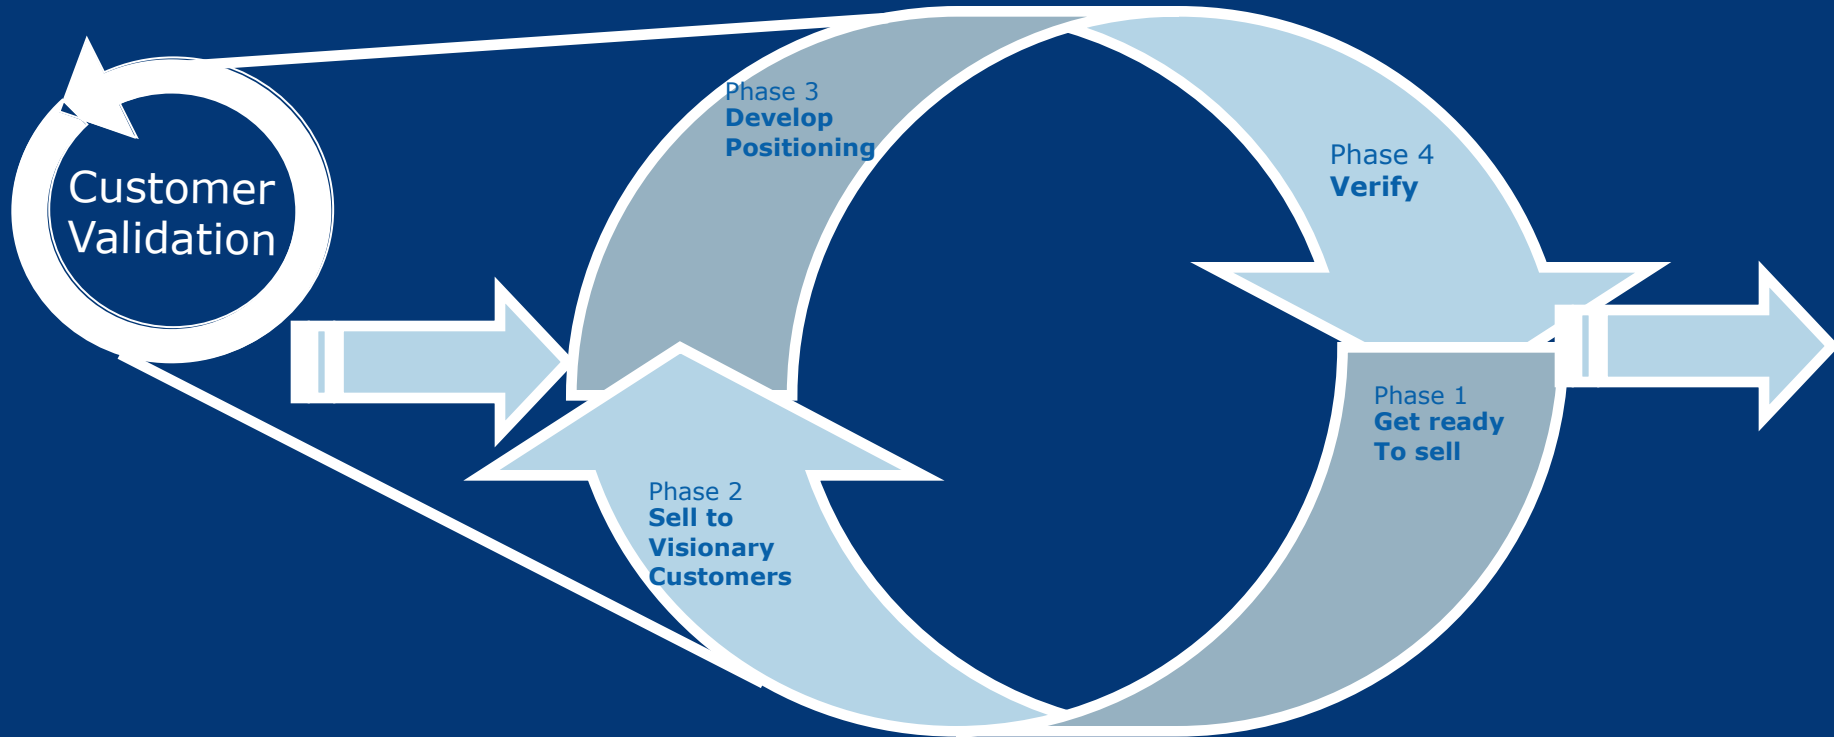 Customer
Validation
Phase 3
Develop
Positioning
Phase 4
Verify
Phase 1
Get ready
To sell
Phase 2
Sell to
Visionary
Customers